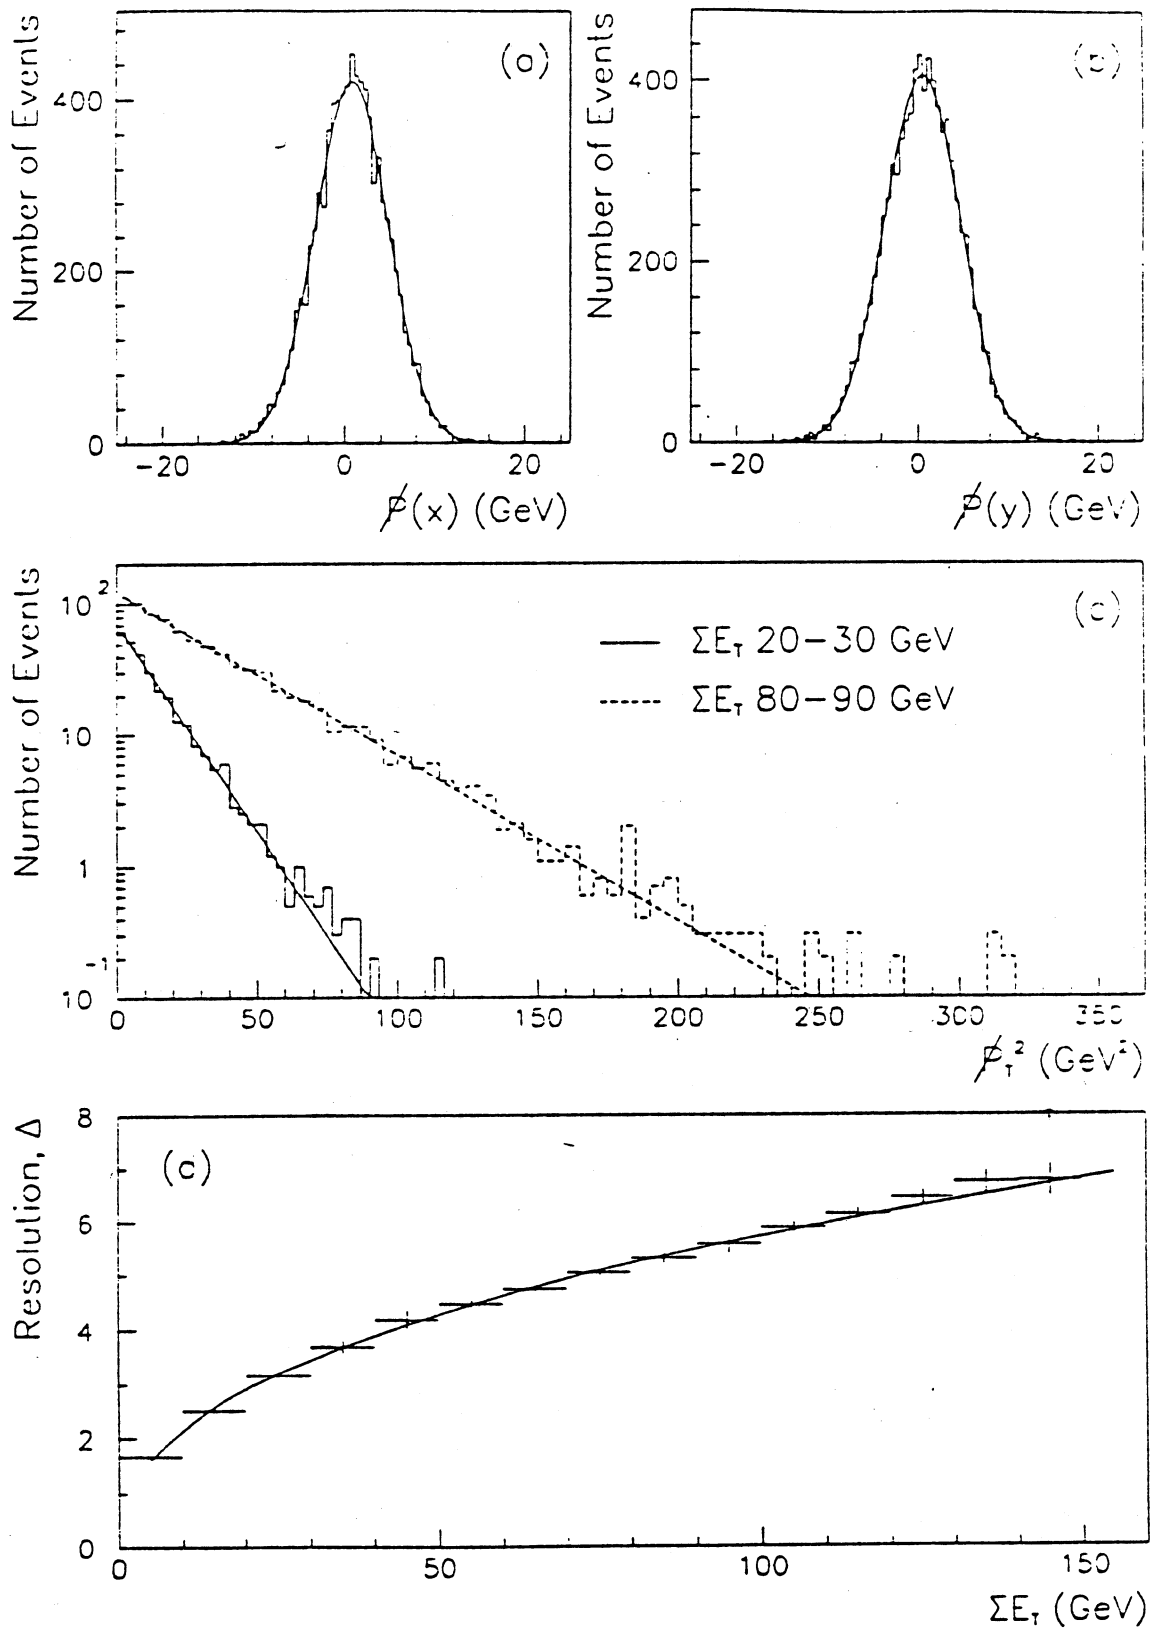 Number of Events
400
200
0
-20
0
20
(a)
p̸(x) (GeV)
Number of Events
400
200
0
-20
0
20
(b)
p̸(y) (GeV)
Number of Events
10²
10
1
10⁻¹
(c)
ΣE_T 20-30 GeV
ΣE_T 80-90 GeV
0
50
100
150
200
250
300
350
p̸_T² (GeV²)
Resolution, Δ
8
6
4
2
0
(d)
0
50
100
150
ΣE_T (GeV)